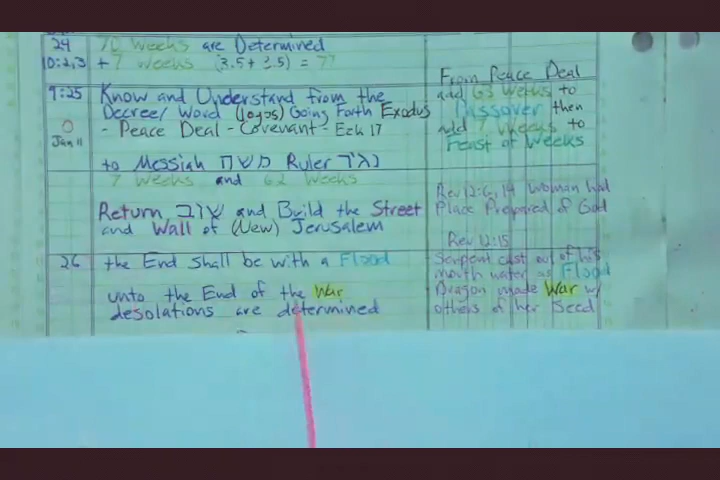 24
70 Weeks are Determined
10:2,3
+ 7 Weeks (3.5+3.5) = 77
9:25
Know and Understand from the
Decree/Word (logos) Going Forth Exodus
- Peace Deal - Covenant - Eek 17
Jan 11
to Messiah משח Ruler נגיד
7 Weeks and 62 Weeks
Return שוב and Build the Street
and Wall of (New) Jerusalem
26
the End shall be with a Flood
unto the End of the War
desolations are determined
From Peace Deal
add 63 Weeks to
Passover then
add 7 Weeks to
Feast of Weeks
Rev 12:6,14 Woman had
Place Prepared of God
Rev 12:15
Serpent cast out of his
mouth water as Flood
Dragon made War w/
others of her Seed